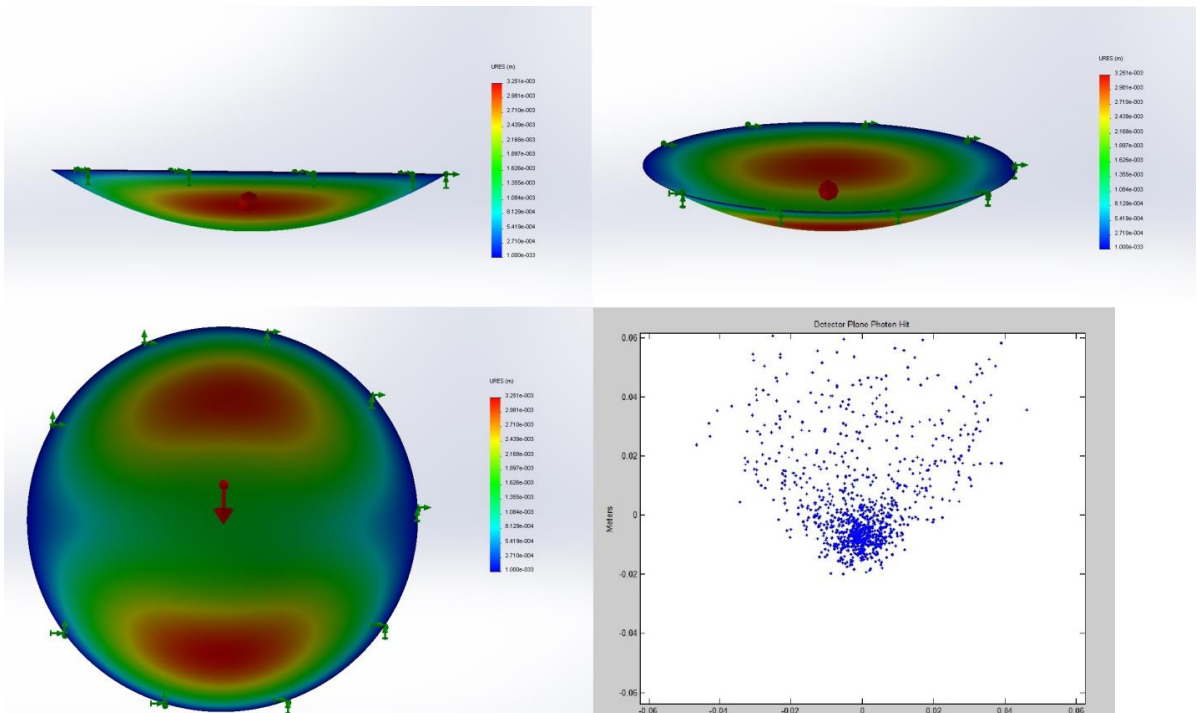 URES (m)
3.251e-003
2.981e-003
2.710e-003
2.439e-003
2.168e-003
1.897e-003
1.626e-003
1.355e-003
1.084e-003
8.129e-004
5.419e-004
2.710e-004
1.000e-033
URES (m)
3.251e-003
2.981e-003
2.710e-003
2.439e-003
2.168e-003
1.897e-003
1.626e-003
1.355e-003
1.084e-003
8.129e-004
5.419e-004
2.710e-004
1.000e-033
URES (m)
3.251e-003
2.981e-003
2.710e-003
2.439e-003
2.168e-003
1.897e-003
1.626e-003
1.355e-003
1.084e-003
8.129e-004
5.419e-004
2.710e-004
1.000e-033
Detector Plane Photon Hit
0.06
0.04
0.02
0
-0.02
-0.04
-0.06
Meters
-0.06 -0.04 -0.02 0 0.02 0.04 0.06